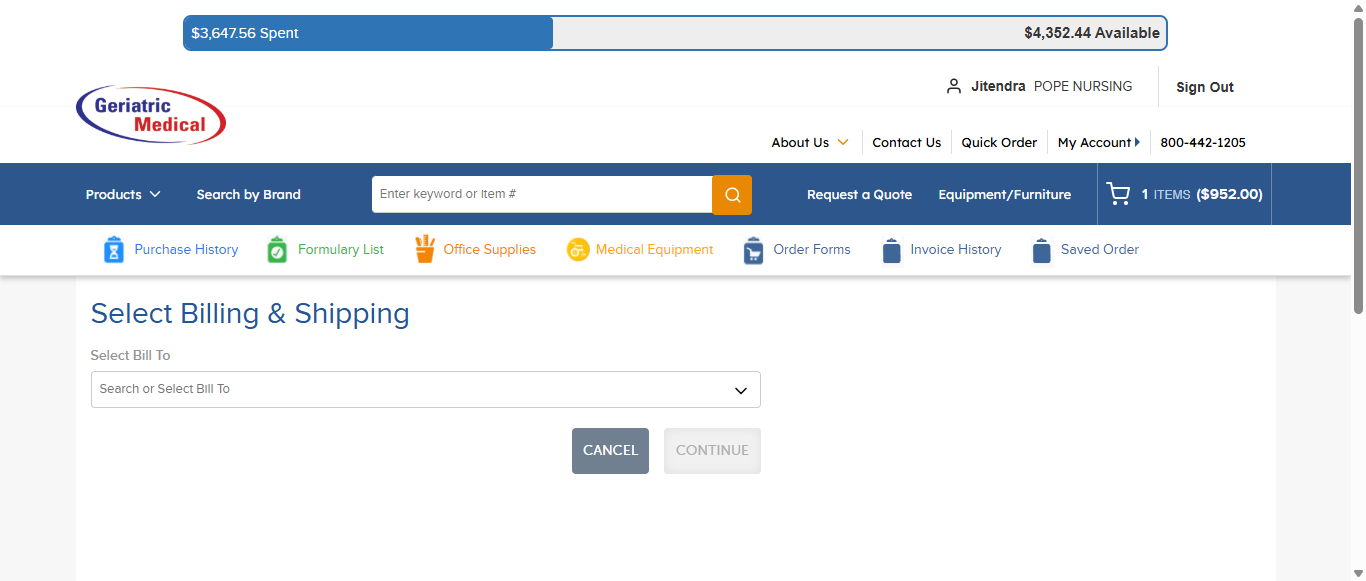 $3,647.56 Spent $4,352.44 Available
Jitendra POPE NURSING Sign Out
Geriatric
Medical
About Us Contact Us Quick Order My Account 800-442-1205
Products Search by Brand Enter keyword or Item # Request a Quote Equipment/Furniture 1 ITEMS ($952.00)
Purchase History Formulary List Office Supplies Medical Equipment Order Forms Invoice History Saved Order
Select Billing & Shipping
Select Bill To
Search or Select Bill To
CANCEL CONTINUE